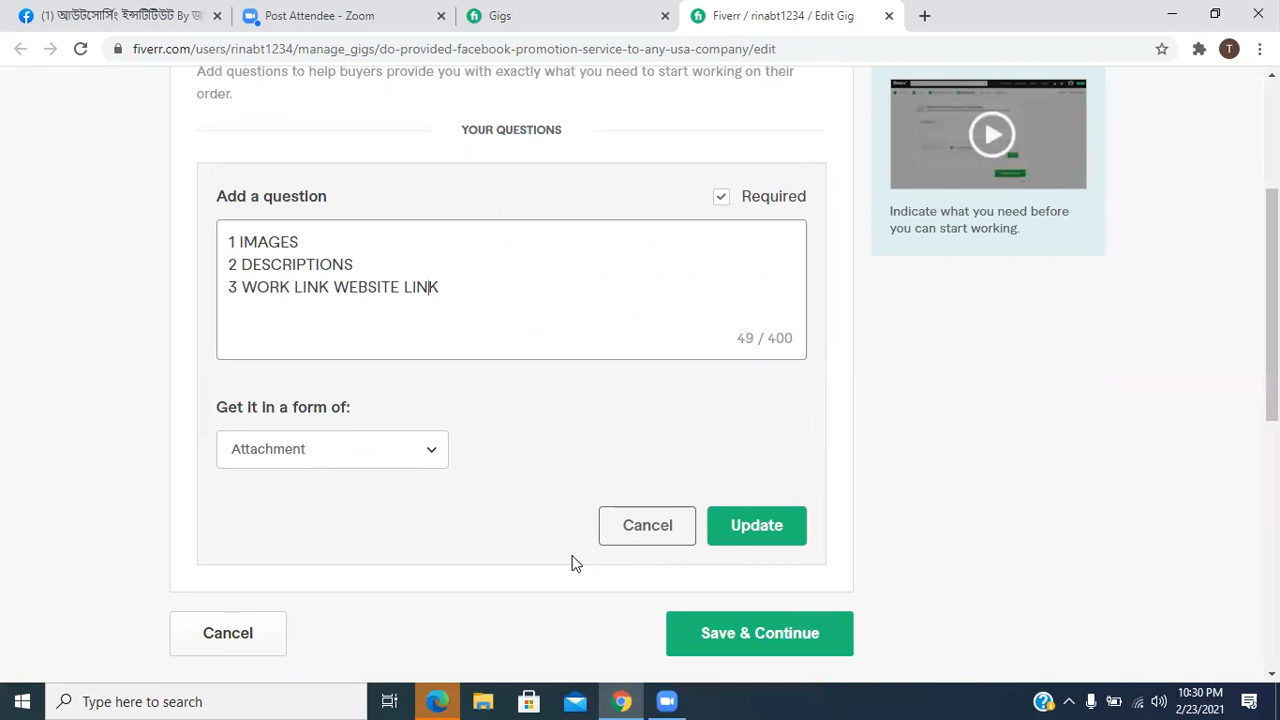 (1) আউটসোর্সিং ইন্সটিটিউট By জ
Post Attendee - Zoom
Gigs
Fiverr / rinabt1234 / Edit Gig
fiverr.com/users/rinabt1234/manage_gigs/do-provided-facebook-promotion-service-to-any-usa-company/edit
T
Add questions to help buyers provide you with exactly what you need to start working on their
order.
YOUR QUESTIONS
Add a question
Required
1 IMAGES
2 DESCRIPTIONS
3 WORK LINK WEBSITE LINK
49 / 400
Get it in a form of:
Attachment
Cancel
Update
Cancel
Save & Continue
Indicate what you need before
you can start working.
Type here to search
10:30 PM
2/23/2021